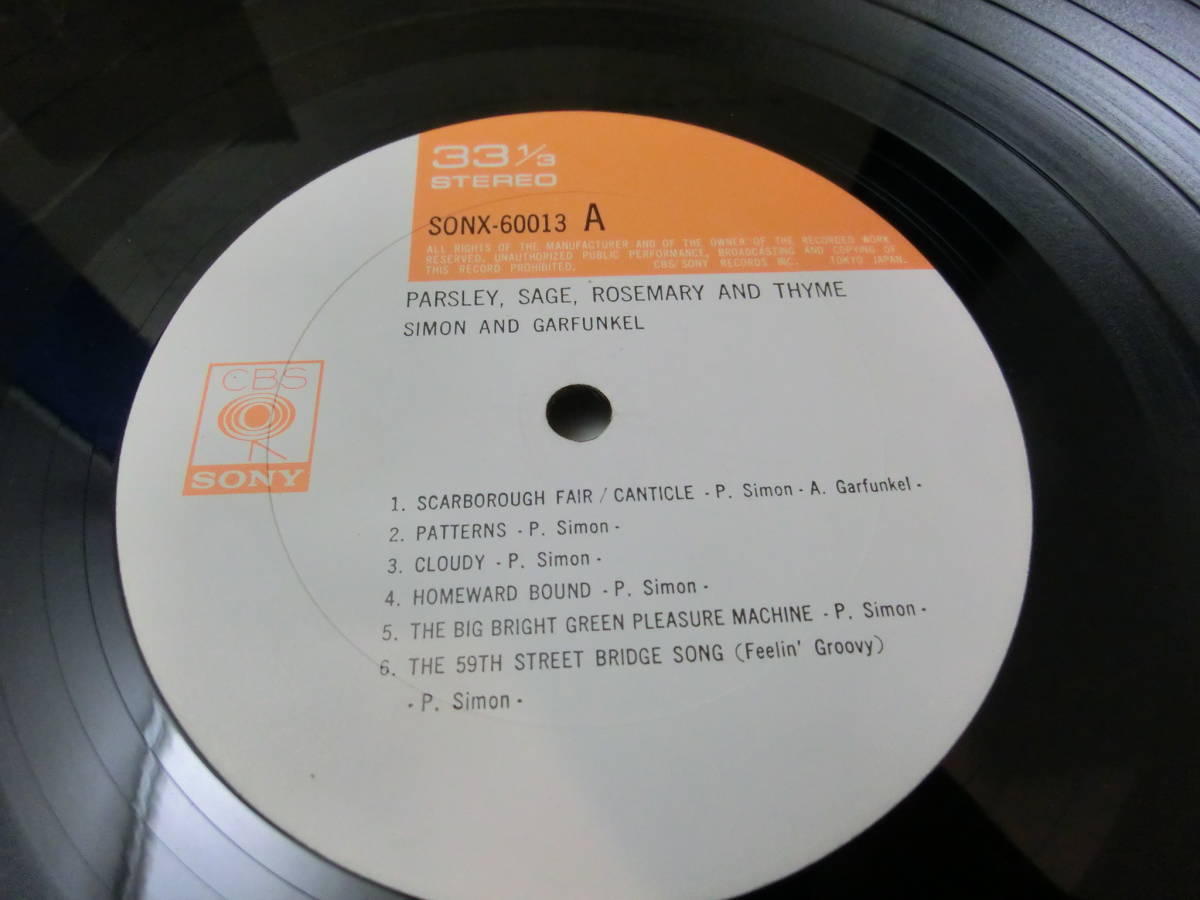 33 1/3
STEREO
SONX-60013 A
ALL RIGHTS OF THE MANUFACTURER AND OF THE OWNER OF THE RECORDED WORK
RESERVED, UNAUTHORIZED PUBLIC PERFORMANCE, BROADCASTING AND COPYING OF
THIS RECORD PROHIBITED. CBS/SONY RECORDS INC. TOKYO JAPAN.
PARSLEY, SAGE, ROSEMARY AND THYME
SIMON AND GARFUNKEL
CBS
SONY
1. SCARBOROUGH FAIR / CANTICLE - P. Simon - A. Garfunkel -
2. PATTERNS - P. Simon -
3. CLOUDY - P. Simon -
4. HOMEWARD BOUND - P. Simon -
5. THE BIG BRIGHT GREEN PLEASURE MACHINE - P. Simon -
6. THE 59TH STREET BRIDGE SONG (Feelin' Groovy)
- P. Simon -